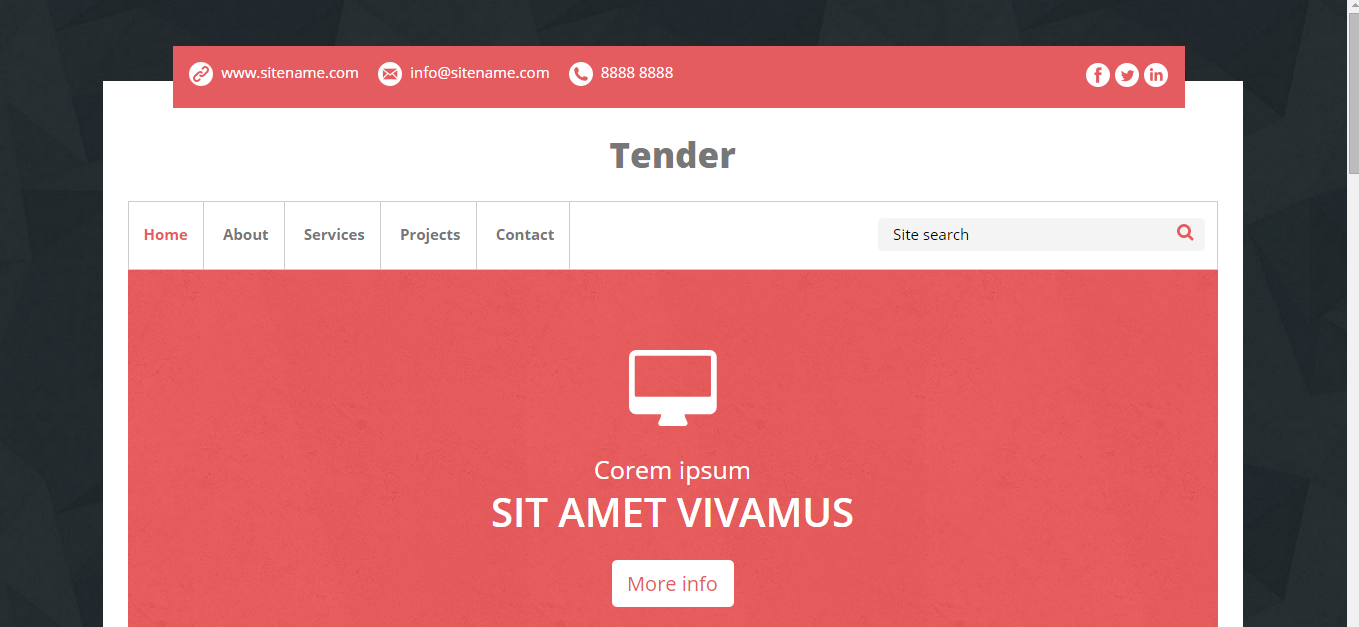 www.sitename.com info@sitename.com 8888 8888
Tender
Home About Services Projects Contact Site search
Corem ipsum
SIT AMET VIVAMUS
More info